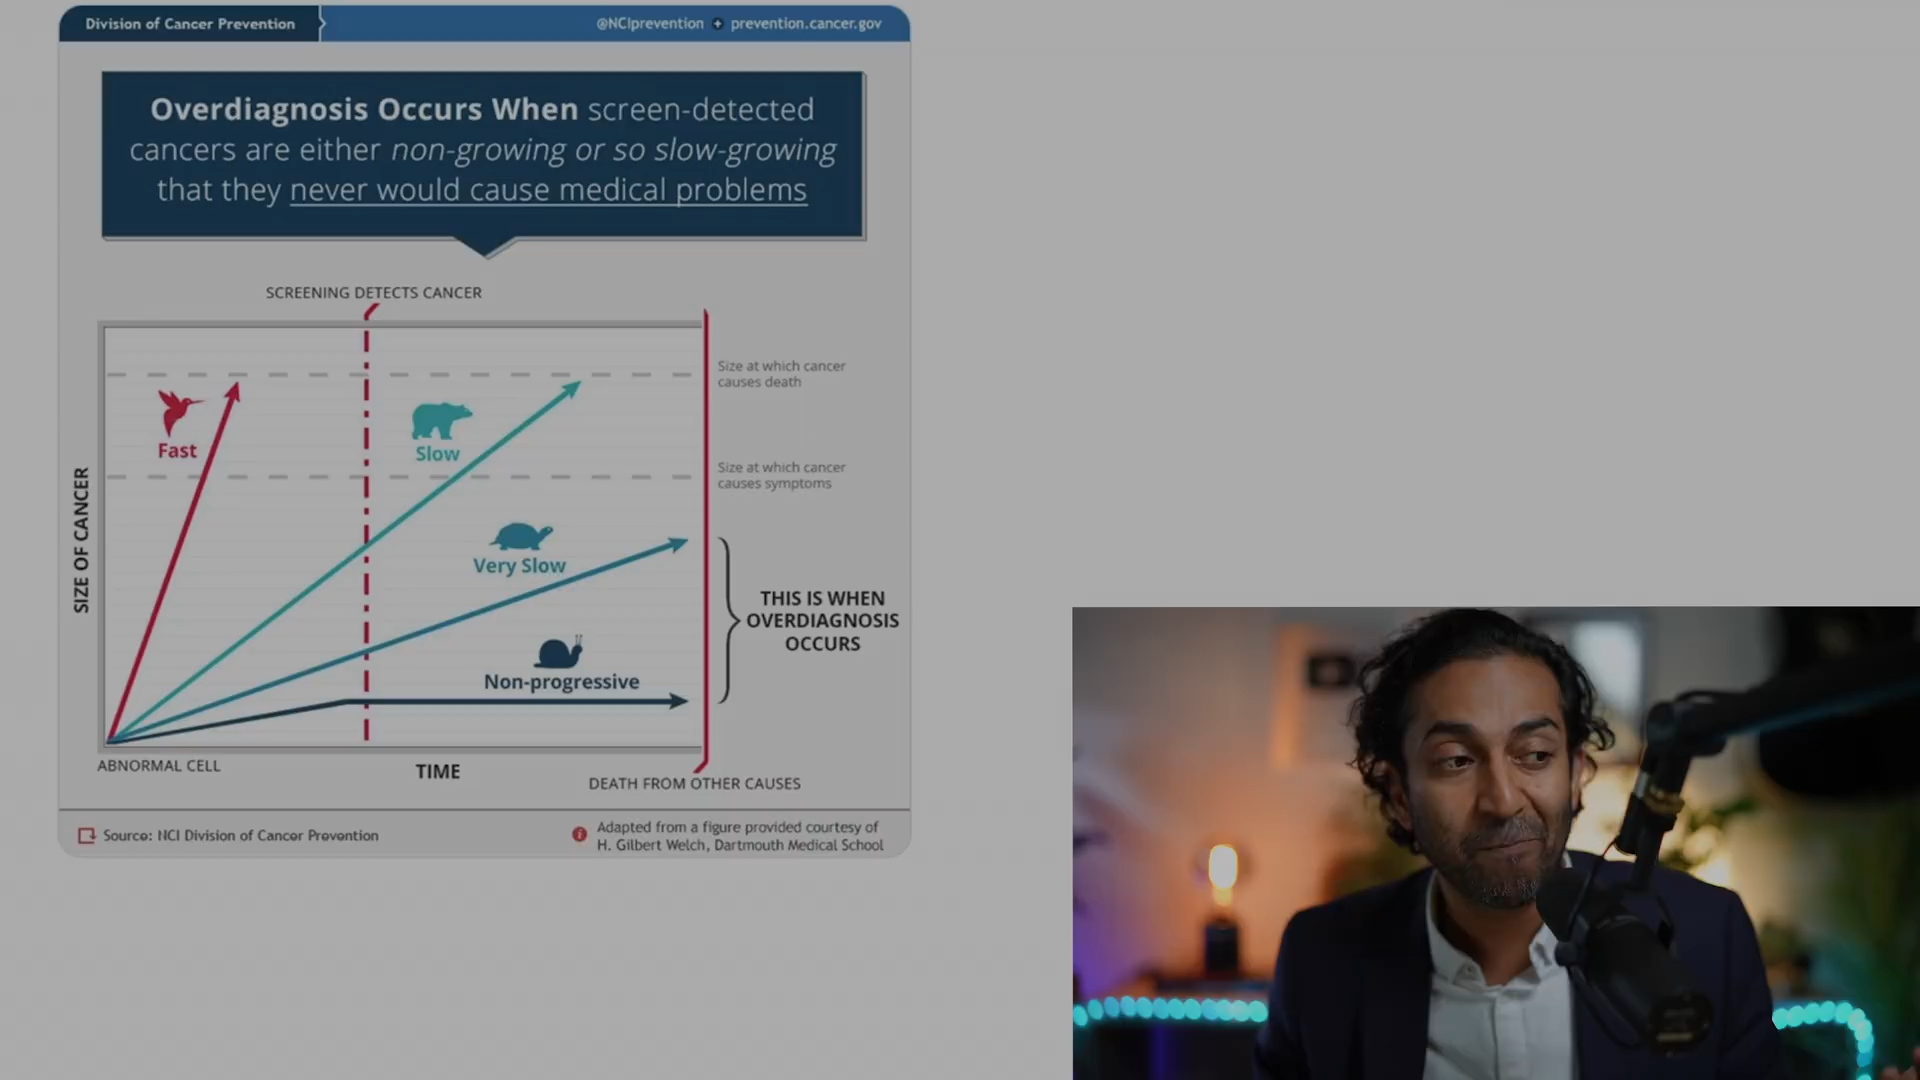 Division of Cancer Prevention
@NCIprevention + prevention.cancer.gov
Overdiagnosis Occurs When screen-detected
cancers are either non-growing or so slow-growing
that they never would cause medical problems
SCREENING DETECTS CANCER
Size at which cancer
causes death
Fast
Slow
Size at which cancer
causes symptoms
SIZE OF CANCER
Very Slow
THIS IS WHEN
OVERDIAGNOSIS
OCCURS
Non-progressive
ABNORMAL CELL
TIME
DEATH FROM OTHER CAUSES
Source: NCI Division of Cancer Prevention
Adapted from a figure provided courtesy of
H. Gilbert Welch, Dartmouth Medical School